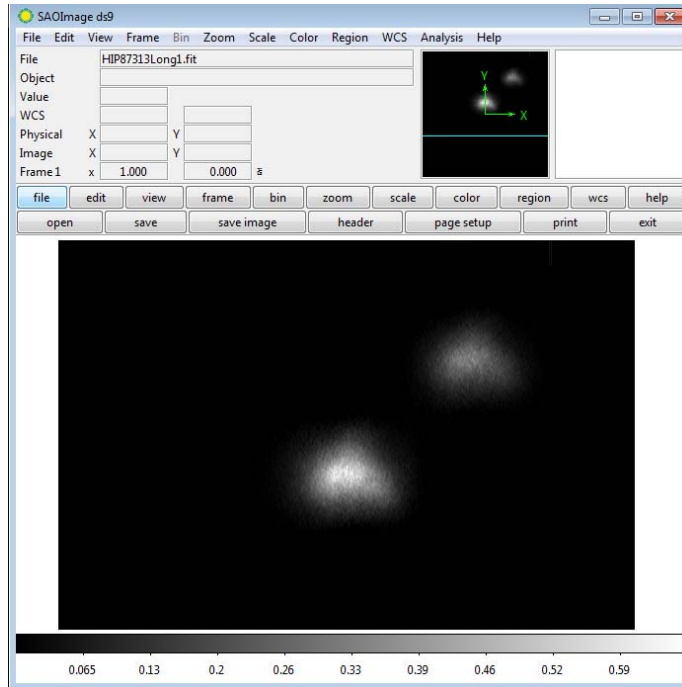 SAOImage ds9
File Edit View Frame Bin Zoom Scale Color Region WCS Analysis Help
File HIP87313Long1.fit
Object
Value
WCS
Physical X Y
Image X Y
Frame 1 x 1.000 0.000 °
Y
X
file edit view frame bin zoom scale color region wcs help
open save save image header page setup print exit
0.065 0.13 0.2 0.26 0.33 0.39 0.46 0.52 0.59